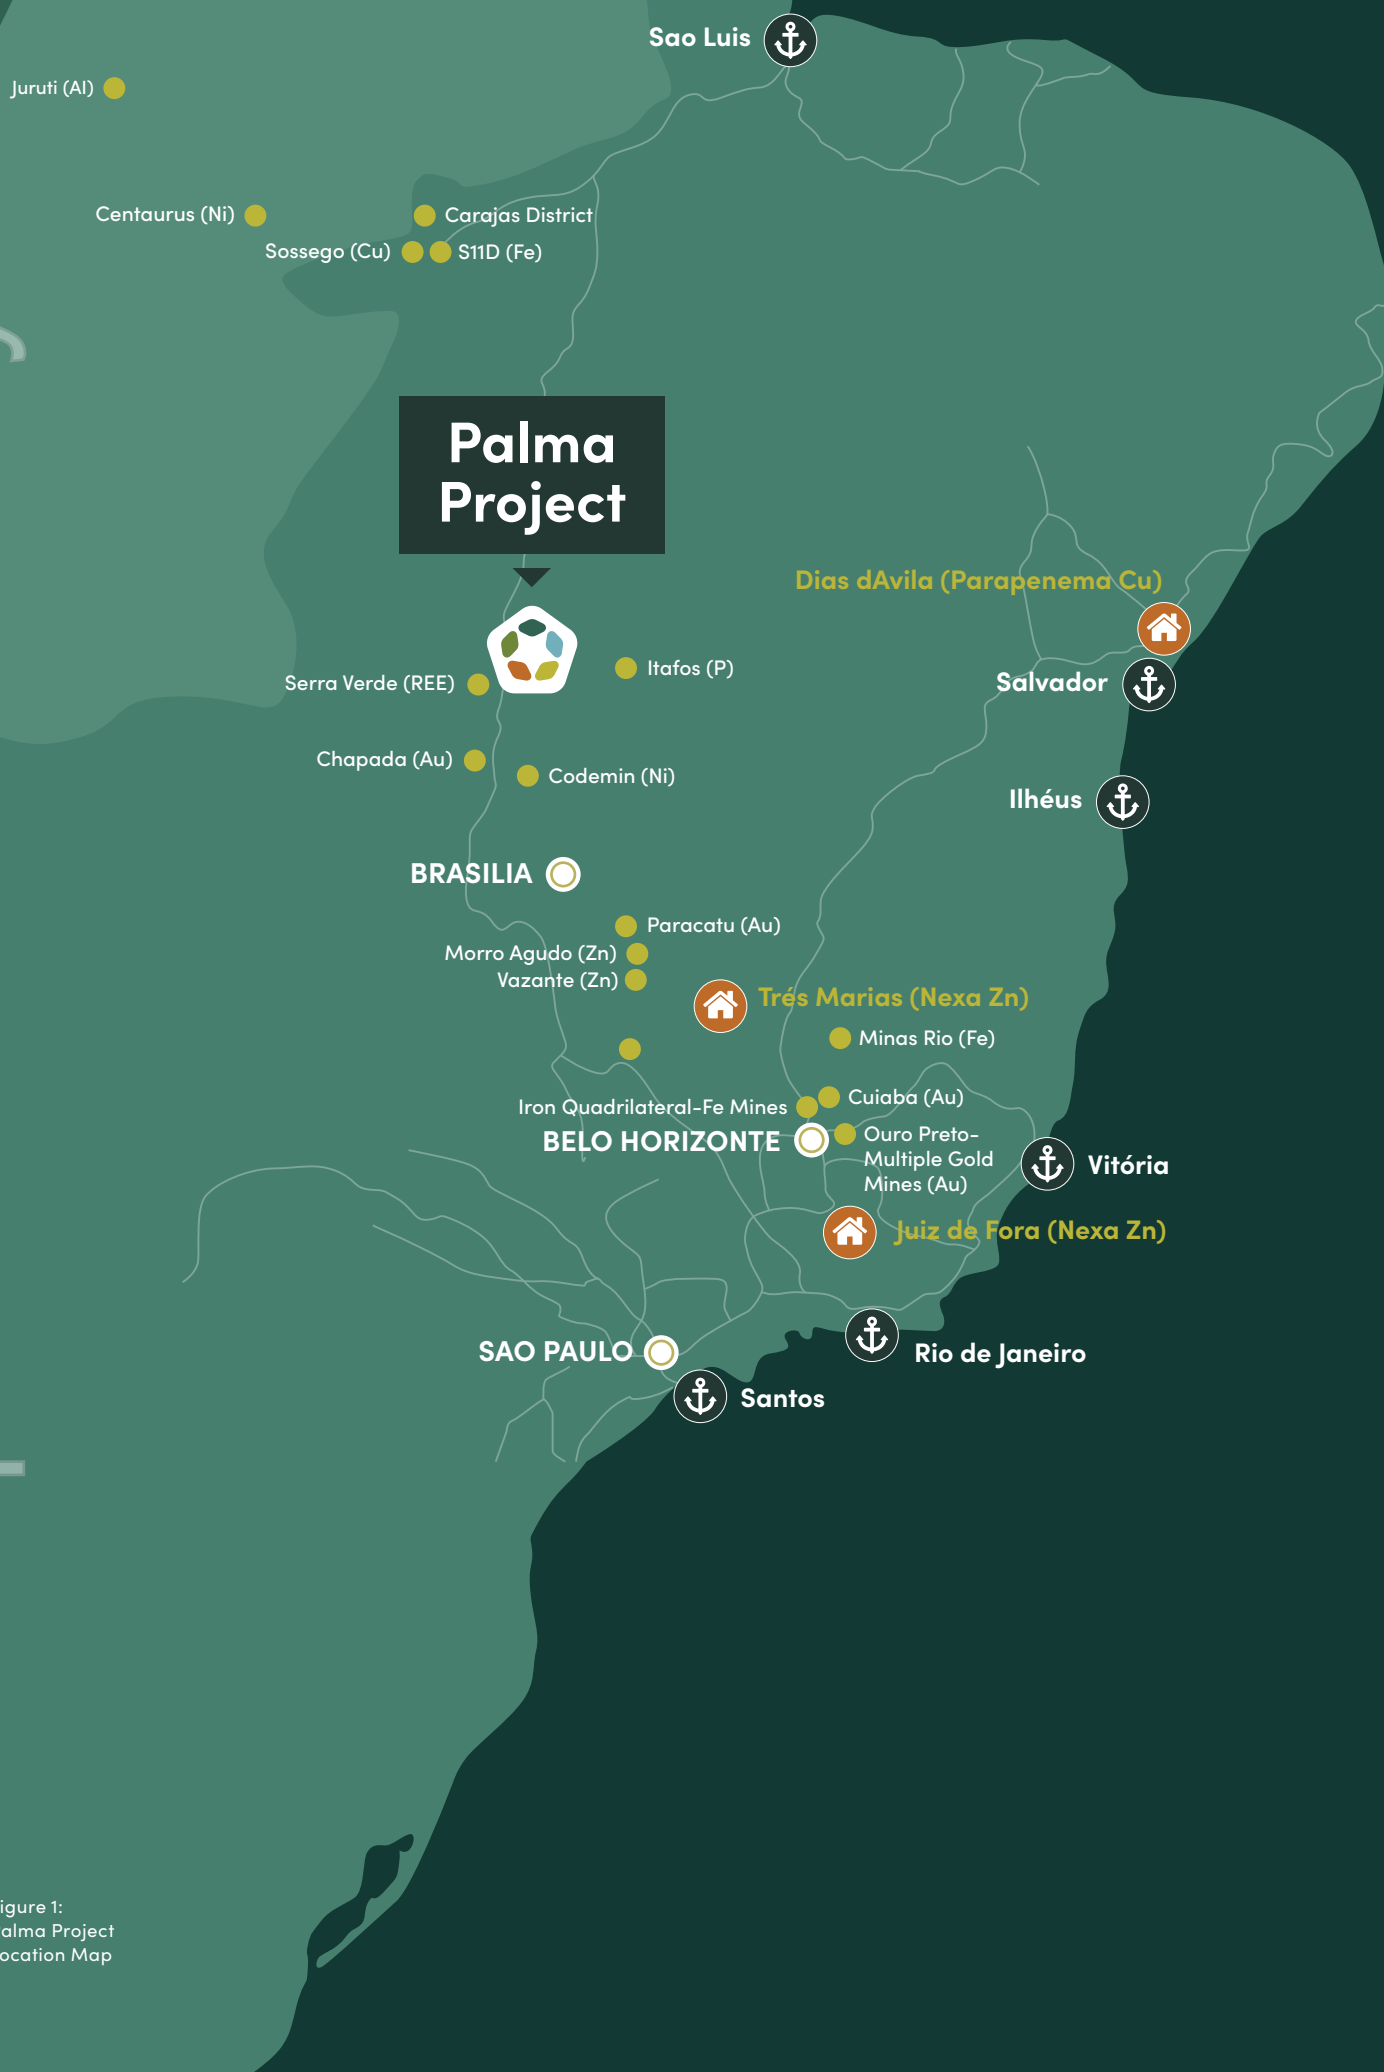 Sao Luis
Juruti (Al)
Centaurus (Ni)
Carajas District
Sossego (Cu)
S11D (Fe)
Palma
Project
Dias dAvila (Parapenema Cu)
Itafos (P)
Serra Verde (REE)
Salvador
Chapada (Au)
Codemin (Ni)
Ilhéus
BRASILIA
Paracatu (Au)
Morro Agudo (Zn)
Vazante (Zn)
Trés Marias (Nexa Zn)
Minas Rio (Fe)
Cuiaba (Au)
Iron Quadrilateral-Fe Mines
BELO HORIZONTE
Ouro Preto-
Multiple Gold
Mines (Au)
Vitória
Juiz de Fora (Nexa Zn)
SAO PAULO
Rio de Janeiro
Santos
igure 1:
alma Project
ocation Map